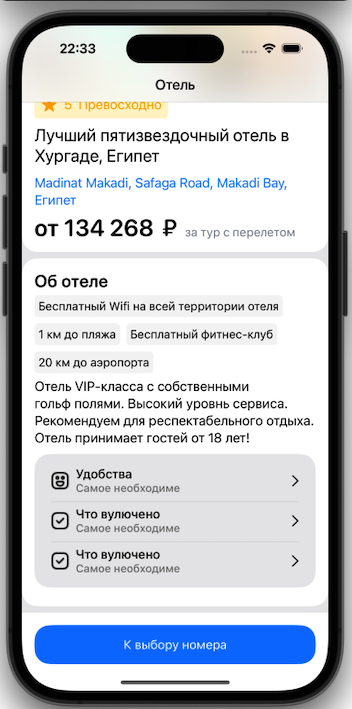 22:33
Отель
5 Превосходно
Лучший пятизвездочный отель в
Хургаде, Египет
Madinat Makadi, Safaga Road, Makadi Bay,
Египет
от 134 268 ₽ за тур с перелетом
Об отеле
Бесплатный Wifi на всей территории отеля
1 км до пляжа Бесплатный фитнес-клуб
20 км до аэропорта
Отель VIP-класса с собственными
гольф полями. Высокий уровень сервиса.
Рекомендуем для респектабельного отдыха.
Отель принимает гостей от 18 лет!
Удобства
Самое необходиме
Что вулючено
Самое необходиме
Что вулючено
Самое необходиме
К выбору номера